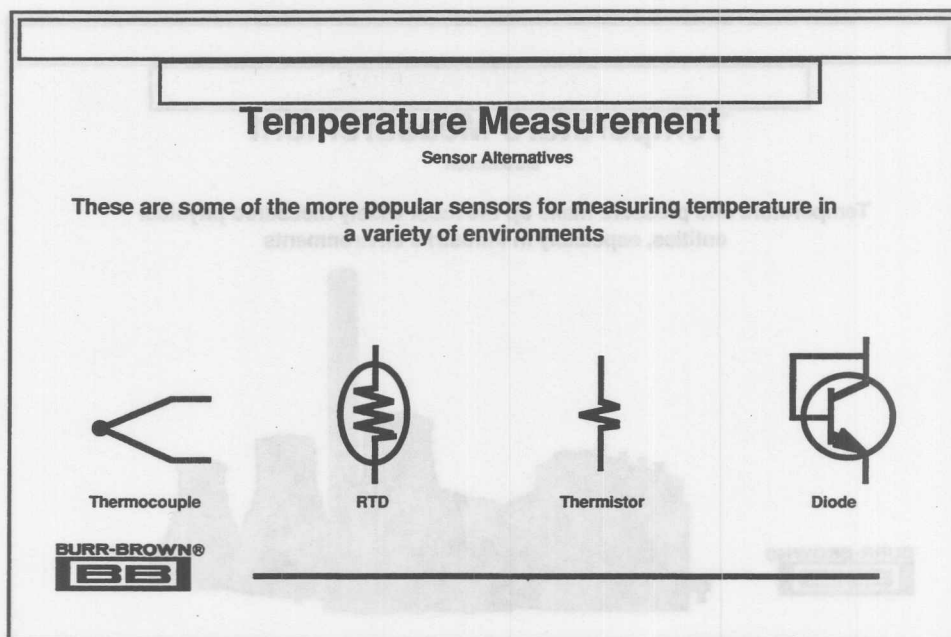 Temperature Measurement
Sensor Alternatives
These are some of the more popular sensors for measuring temperature in
a variety of environments
Thermocouple
RTD
Thermistor
Diode
BURR-BROWN®
BB